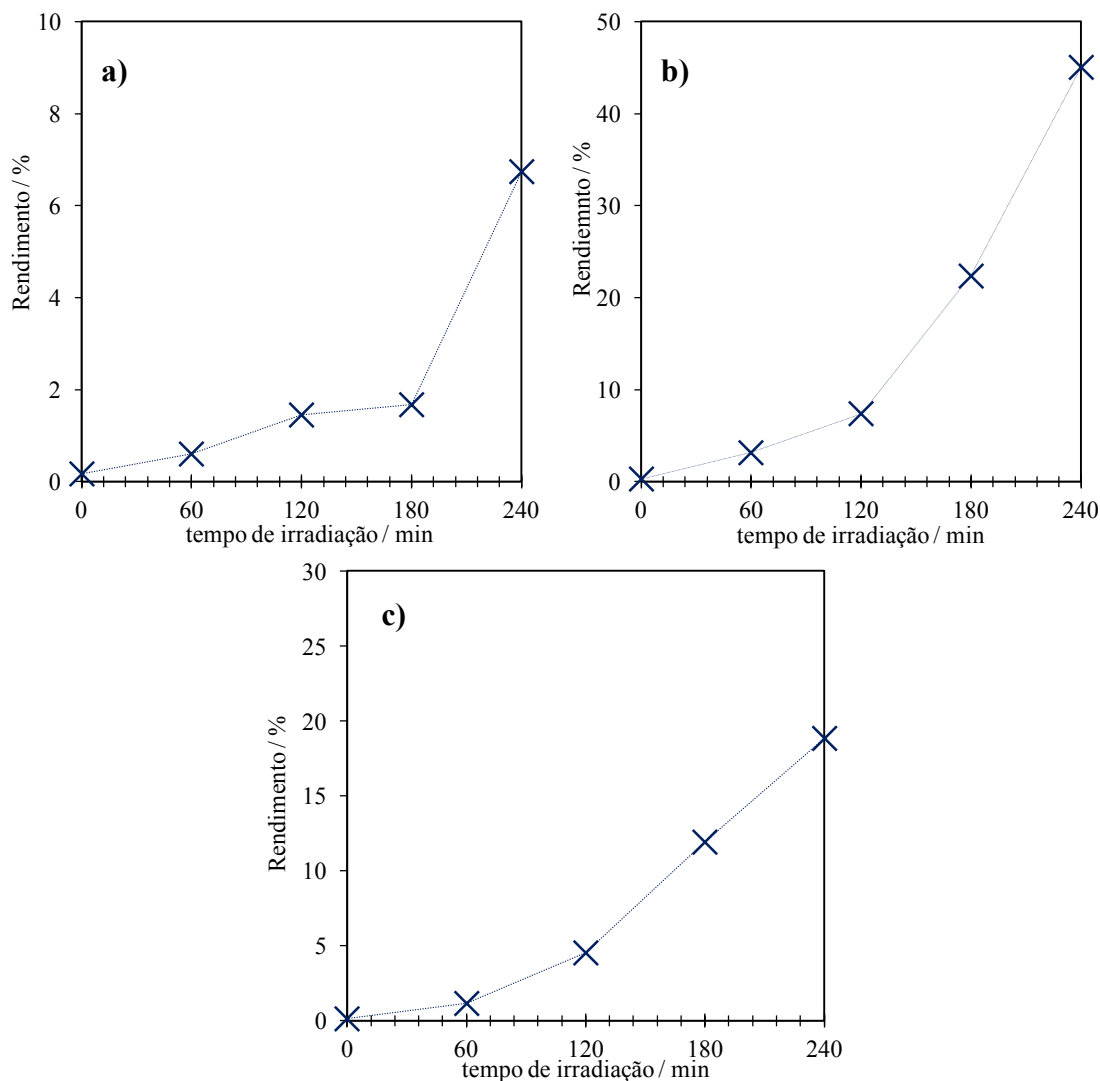 a)
10
8
6
4
2
0
Rendimento / %
0 60 120 180 240
tempo de irradiação / min
b)
50
40
30
20
10
0
Rendiemnto / %
0 60 120 180 240
tempo de irradiação / min
c)
30
25
20
15
10
5
0
Rendimento / %
0 60 120 180 240
tempo de irradiação / min